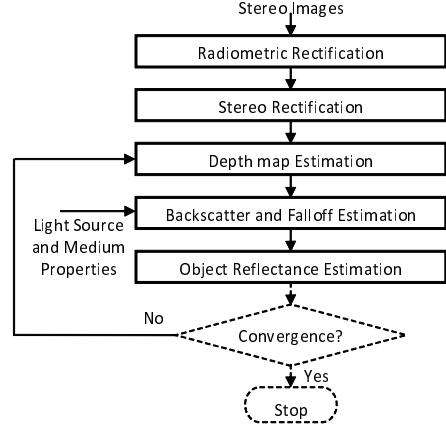 Stereo Images
Radiometric Rectification
Stereo Rectification
Depth map Estimation
Light Source
and Medium
Properties
Backscatter and Falloff Estimation
Object Reflectance Estimation
No
Convergence?
Yes
Stop